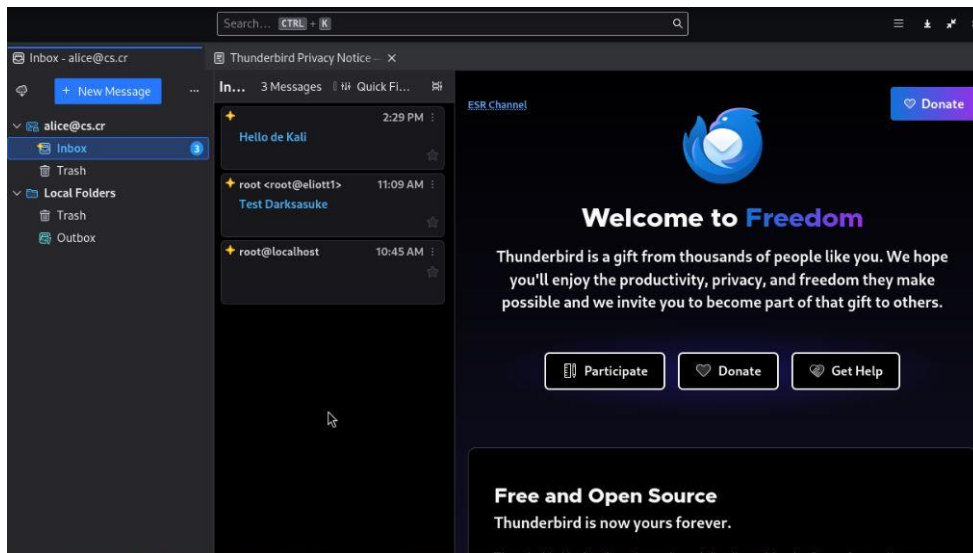 Search... CTRL + K
Inbox - alice@cs.cr
Thunderbird Privacy Notice –
+ New Message
alice@cs.cr
Inbox 3
Trash
Local Folders
Trash
Outbox
In... 3 Messages Quick Fi...
2:29 PM
Hello de Kali
root <root@eliott1> 11:09 AM
Test Darksasuke
root@localhost 10:45 AM
ESR Channel
Donate
Welcome to Freedom
Thunderbird is a gift from thousands of people like you. We hope
you'll enjoy the productivity, privacy, and freedom they make
possible and we invite you to become part of that gift to others.
Participate
Donate
Get Help
Free and Open Source
Thunderbird is now yours forever.